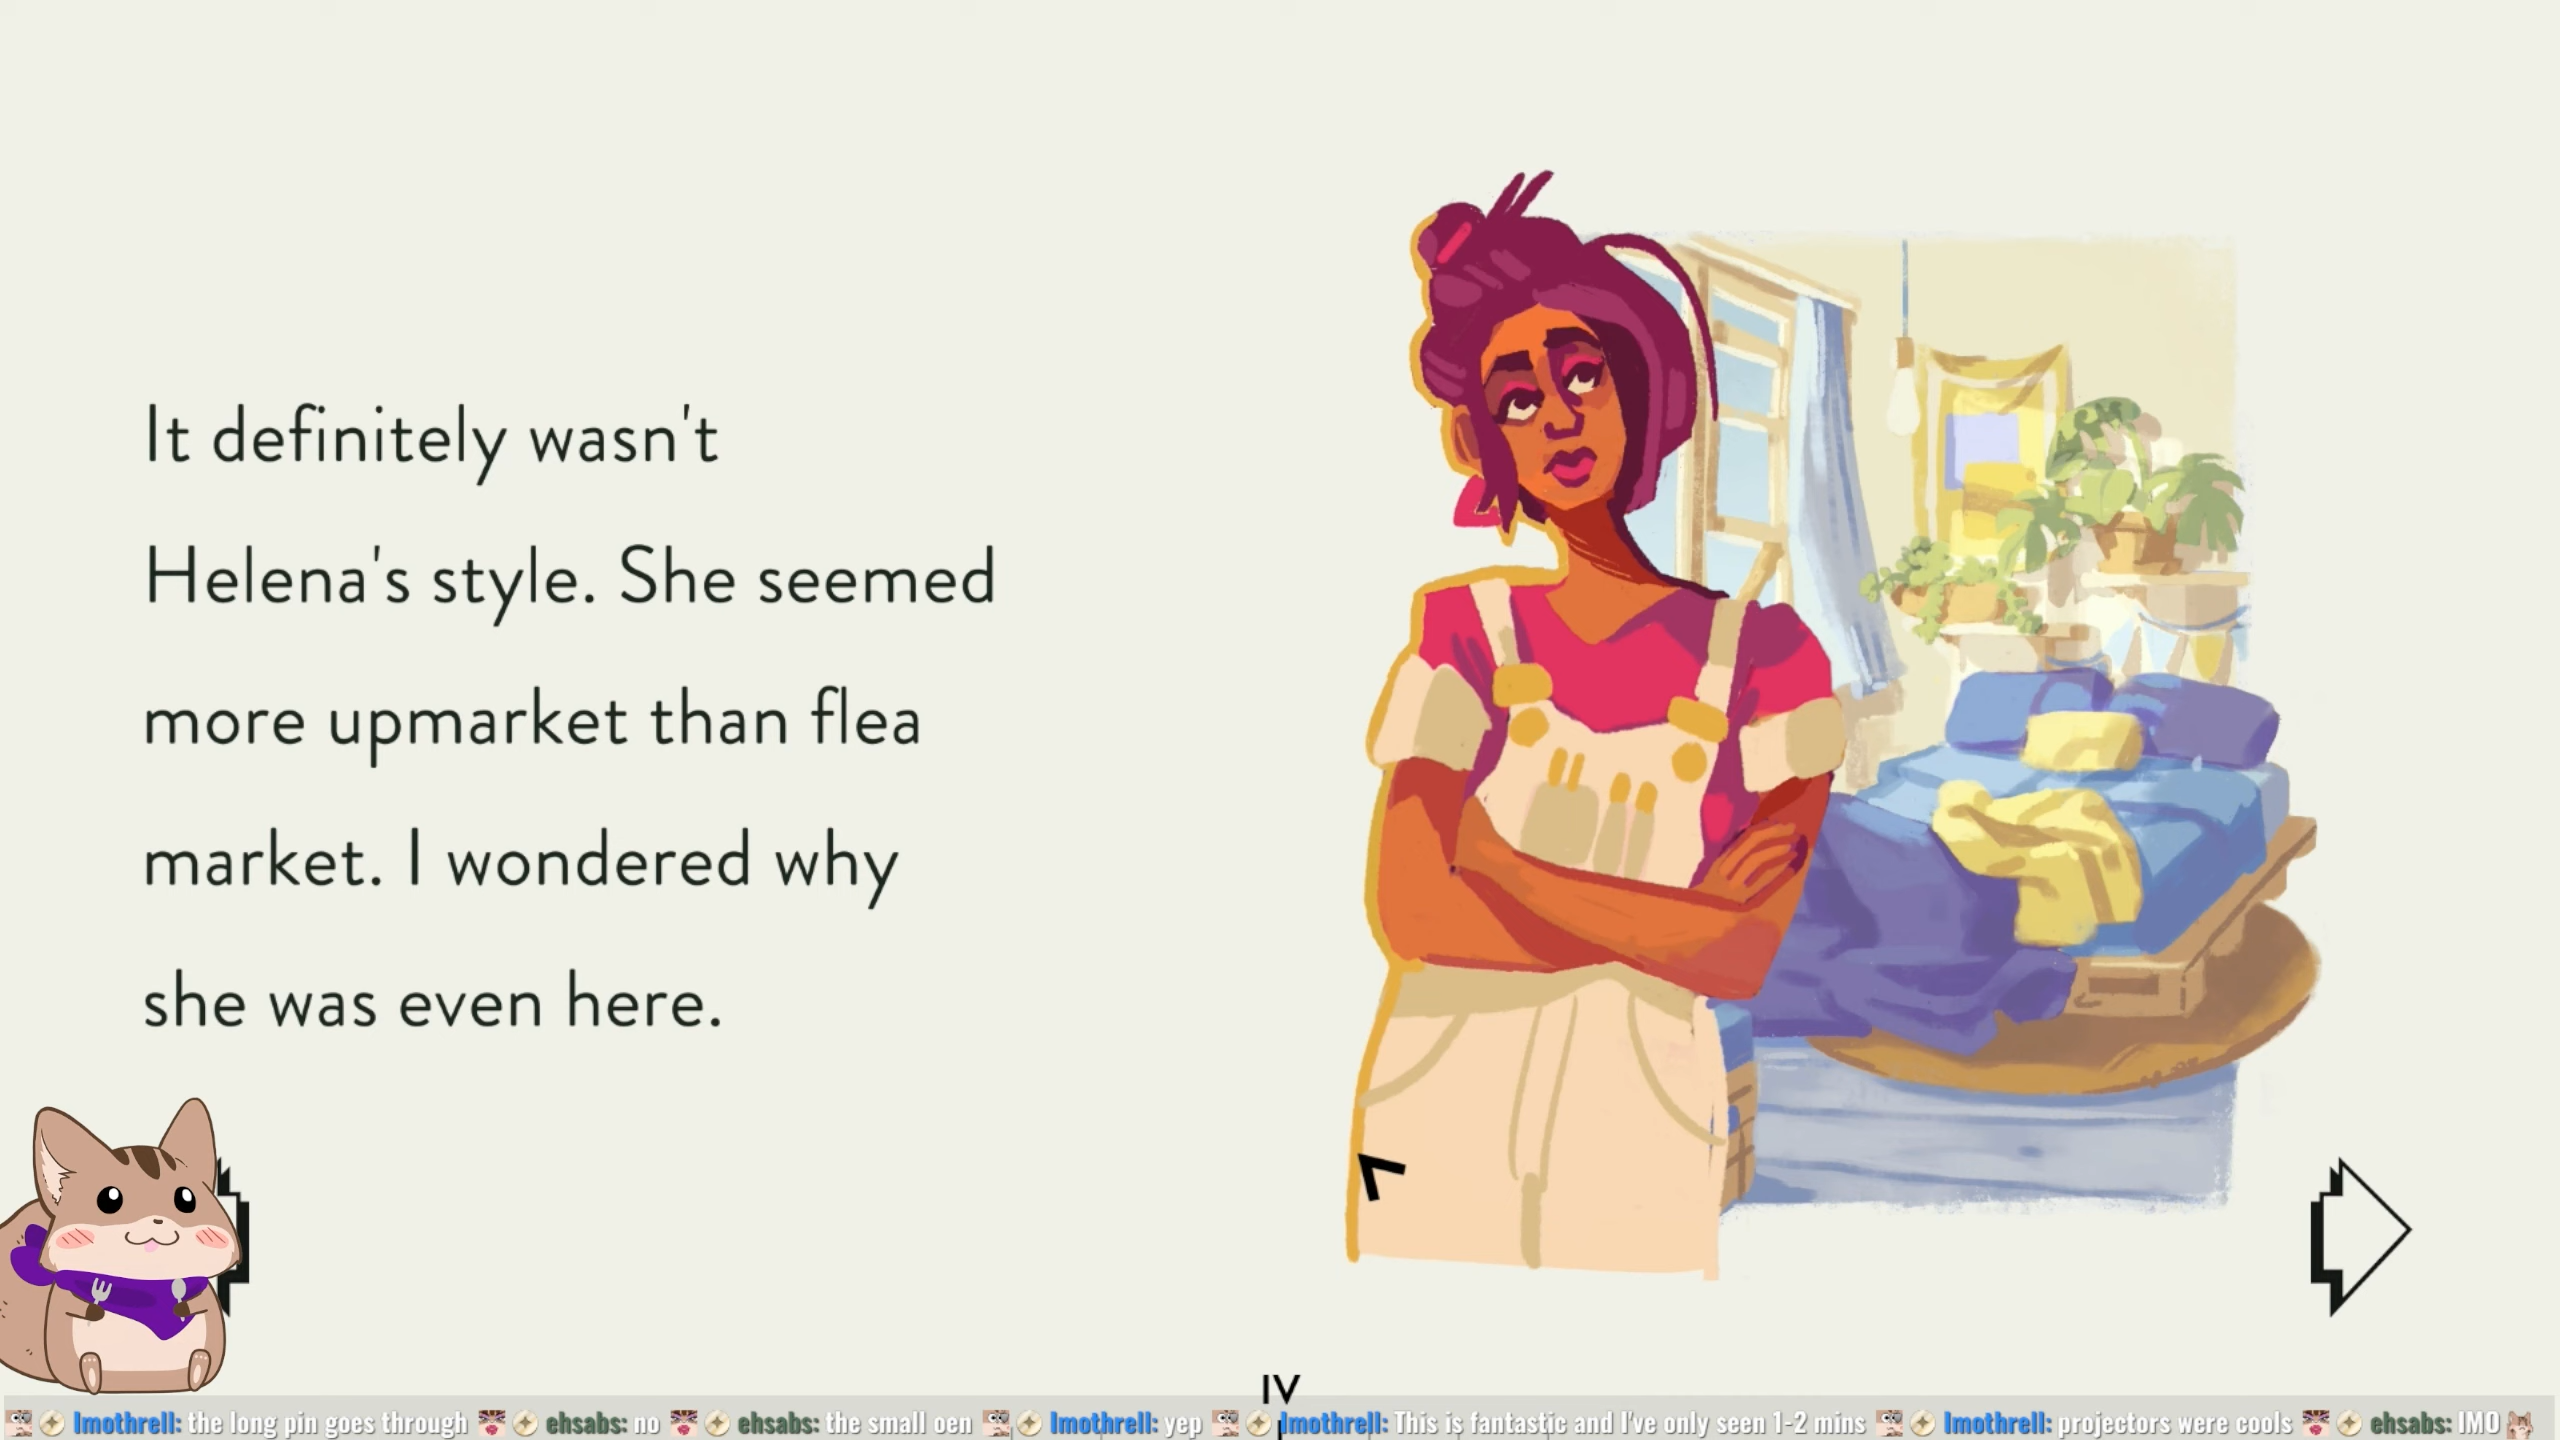 It definitely wasn't
Helena's style. She seemed
more upmarket than flea
market. I wondered why
she was even here.
IV
lmothrell: the long pin goes through ehsabs: no ehsabs: the small oen lmothrell: yep lmothrell: This is fantastic and I've only seen 1-2 mins lmothrell: projectors were cools ehsabs: IMO